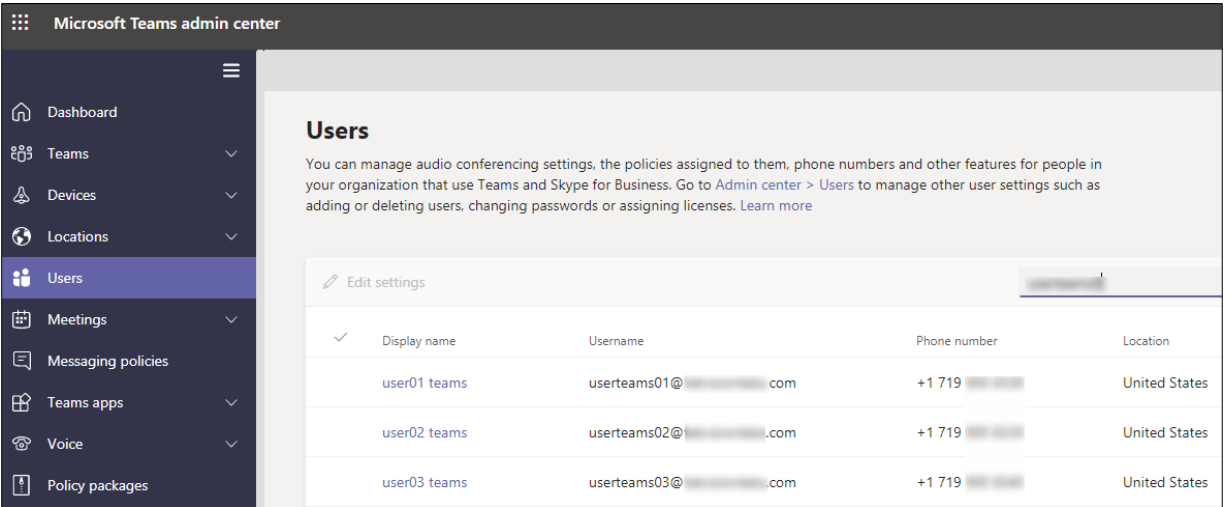 Microsoft Teams admin center
Dashboard
Teams
Devices
Locations
Users
Meetings
Messaging policies
Teams apps
Voice
Policy packages
Users
You can manage audio conferencing settings, the policies assigned to them, phone numbers and other features for people in
your organization that use Teams and Skype for Business. Go to Admin center > Users to manage other user settings such as
adding or deleting users, changing passwords or assigning licenses. Learn more
Edit settings
Display name Username Phone number Location
user01 teams userteams01@ .com +1 719 United States
user02 teams userteams02@ .com +1 719 United States
user03 teams userteams03@ .com +1 719 United States